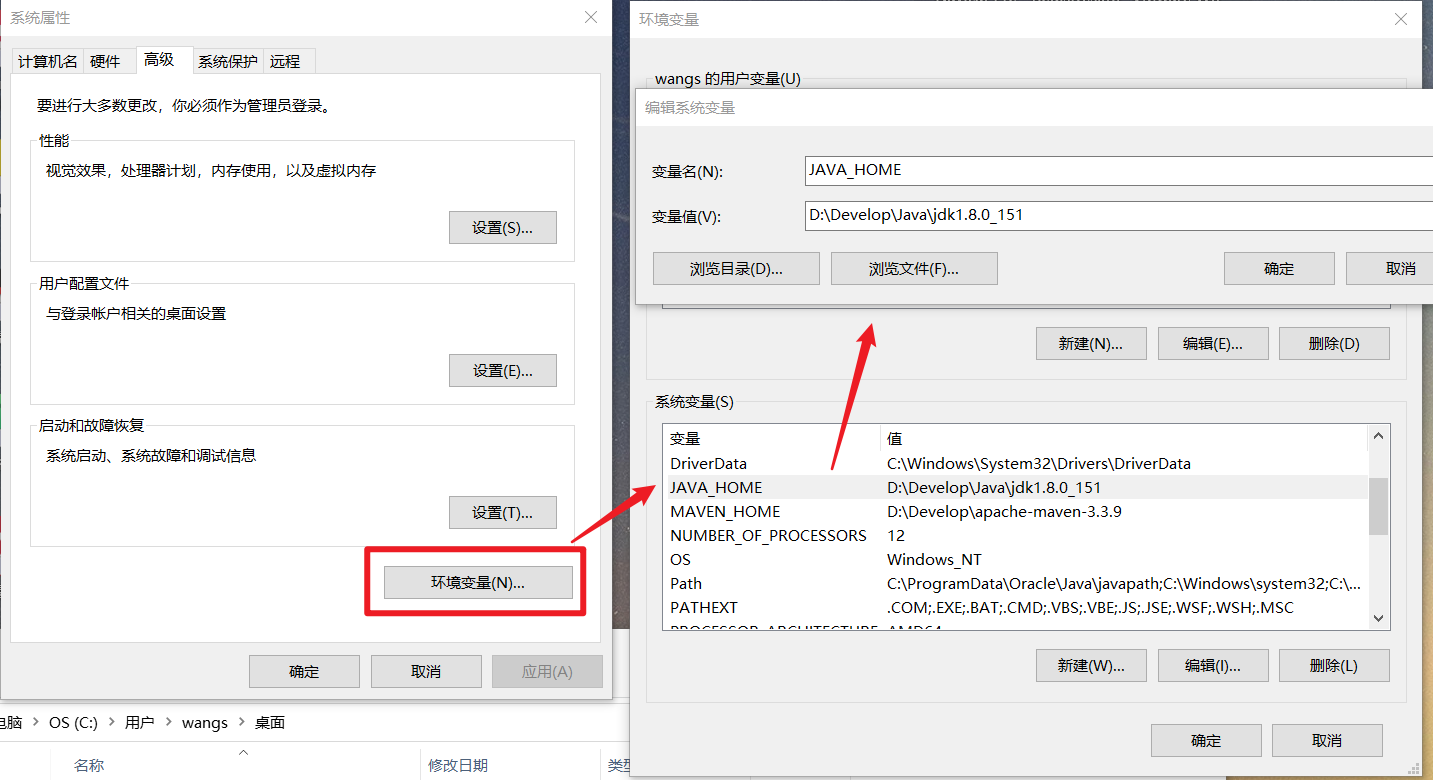 系统属性
计算机名
硬件
高级
系统保护
远程
要进行大多数更改，你必须作为管理员登录。
性能
视觉效果，处理器计划，内存使用，以及虚拟内存
设置(S)...
用户配置文件
与登录帐户相关的桌面设置
设置(E)...
启动和故障恢复
系统启动、系统故障和调试信息
设置(T)...
环境变量(N)...
确定
取消
应用(A)
电脑 > OS (C:) > 用户 > wangs > 桌面
名称
修改日期
环境变量
wangs 的用户变量(U)
编辑系统变量
变量名(N):
JAVA_HOME
变量值(V):
D:\Develop\Java\jdk1.8.0_151
浏览目录(D)...
浏览文件(F)...
确定
取消
新建(N)...
编辑(E)...
删除(D)
系统变量(S)
变量 值
DriverData C:\Windows\System32\Drivers\DriverData
JAVA_HOME D:\Develop\Java\jdk1.8.0_151
MAVEN_HOME D:\Develop\apache-maven-3.3.9
NUMBER_OF_PROCESSORS 12
OS Windows_NT
Path C:\ProgramData\Oracle\Java\javapath;C:\Windows\system32;C:\...
PATHEXT .COM;.EXE;.BAT;.CMD;.VBS;.VBE;.JS;.JSE;.WSF;.WSH;.MSC
PROCESSOR_ARCHITECTURE AMD64
新建(W)...
编辑(I)...
删除(L)
确定
取消